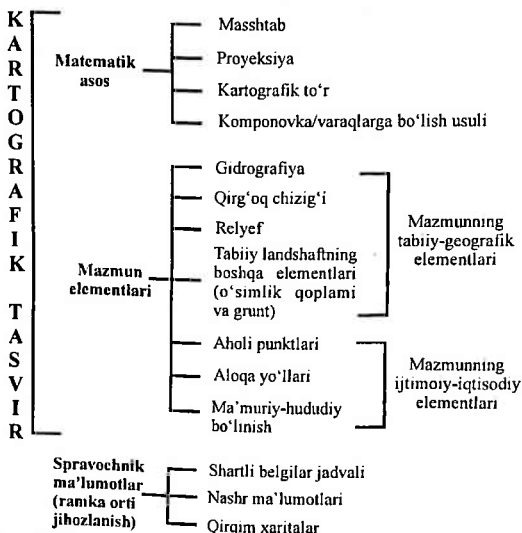 KARTOGRAFIK TASVIR
Matematik
asos
Masshtab
Proyeksiya
Kartografik to‘r
Komponovka/varaqlarga bo‘lish usuli
Mazmun
elementlari
Gidrografiya
Qirg‘oq chizig‘i
Relyef
Tabiiy landshaftning
boshqa elementlari
(o‘simlik qoplami
va grunt)
Mazmunning
tabiiy-geografik
elementlari
Aholi punktlari
Aloqa yo‘llari
Ma’muriy-hududiy
bo‘linish
Mazmunning
ijtimoiy-iqtisodiy
elementlari
Spravochnik
ma’lumotlar
(ramka orti
jihozlanish)
Shartli belgilar jadvali
Nashr ma’lumotlari
Qirqim xaritalar